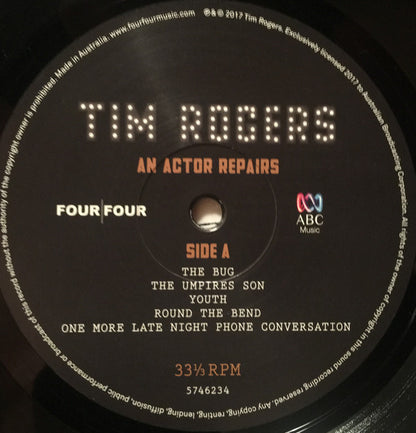 Made in Australia. www.fourfourmusic.com ℗ & © 2017 Tim Rogers. Exclusively licensed 2017 to Australian Broadcasting Corporation. All rights of the owner of copyright in this sound recording reserved. Any copying, renting, lending, diffusion, public performance or broadcast of this record without the authority of the copyright owner is prohibited.
TIM ROGERS
AN ACTOR REPAIRS
FOUR|FOUR
ABC
Music
SIDE A
THE BUG
THE UMPIRES SON
YOUTH
ROUND THE BEND
ONE MORE LATE NIGHT PHONE CONVERSATION
33⅓ RPM
5746234